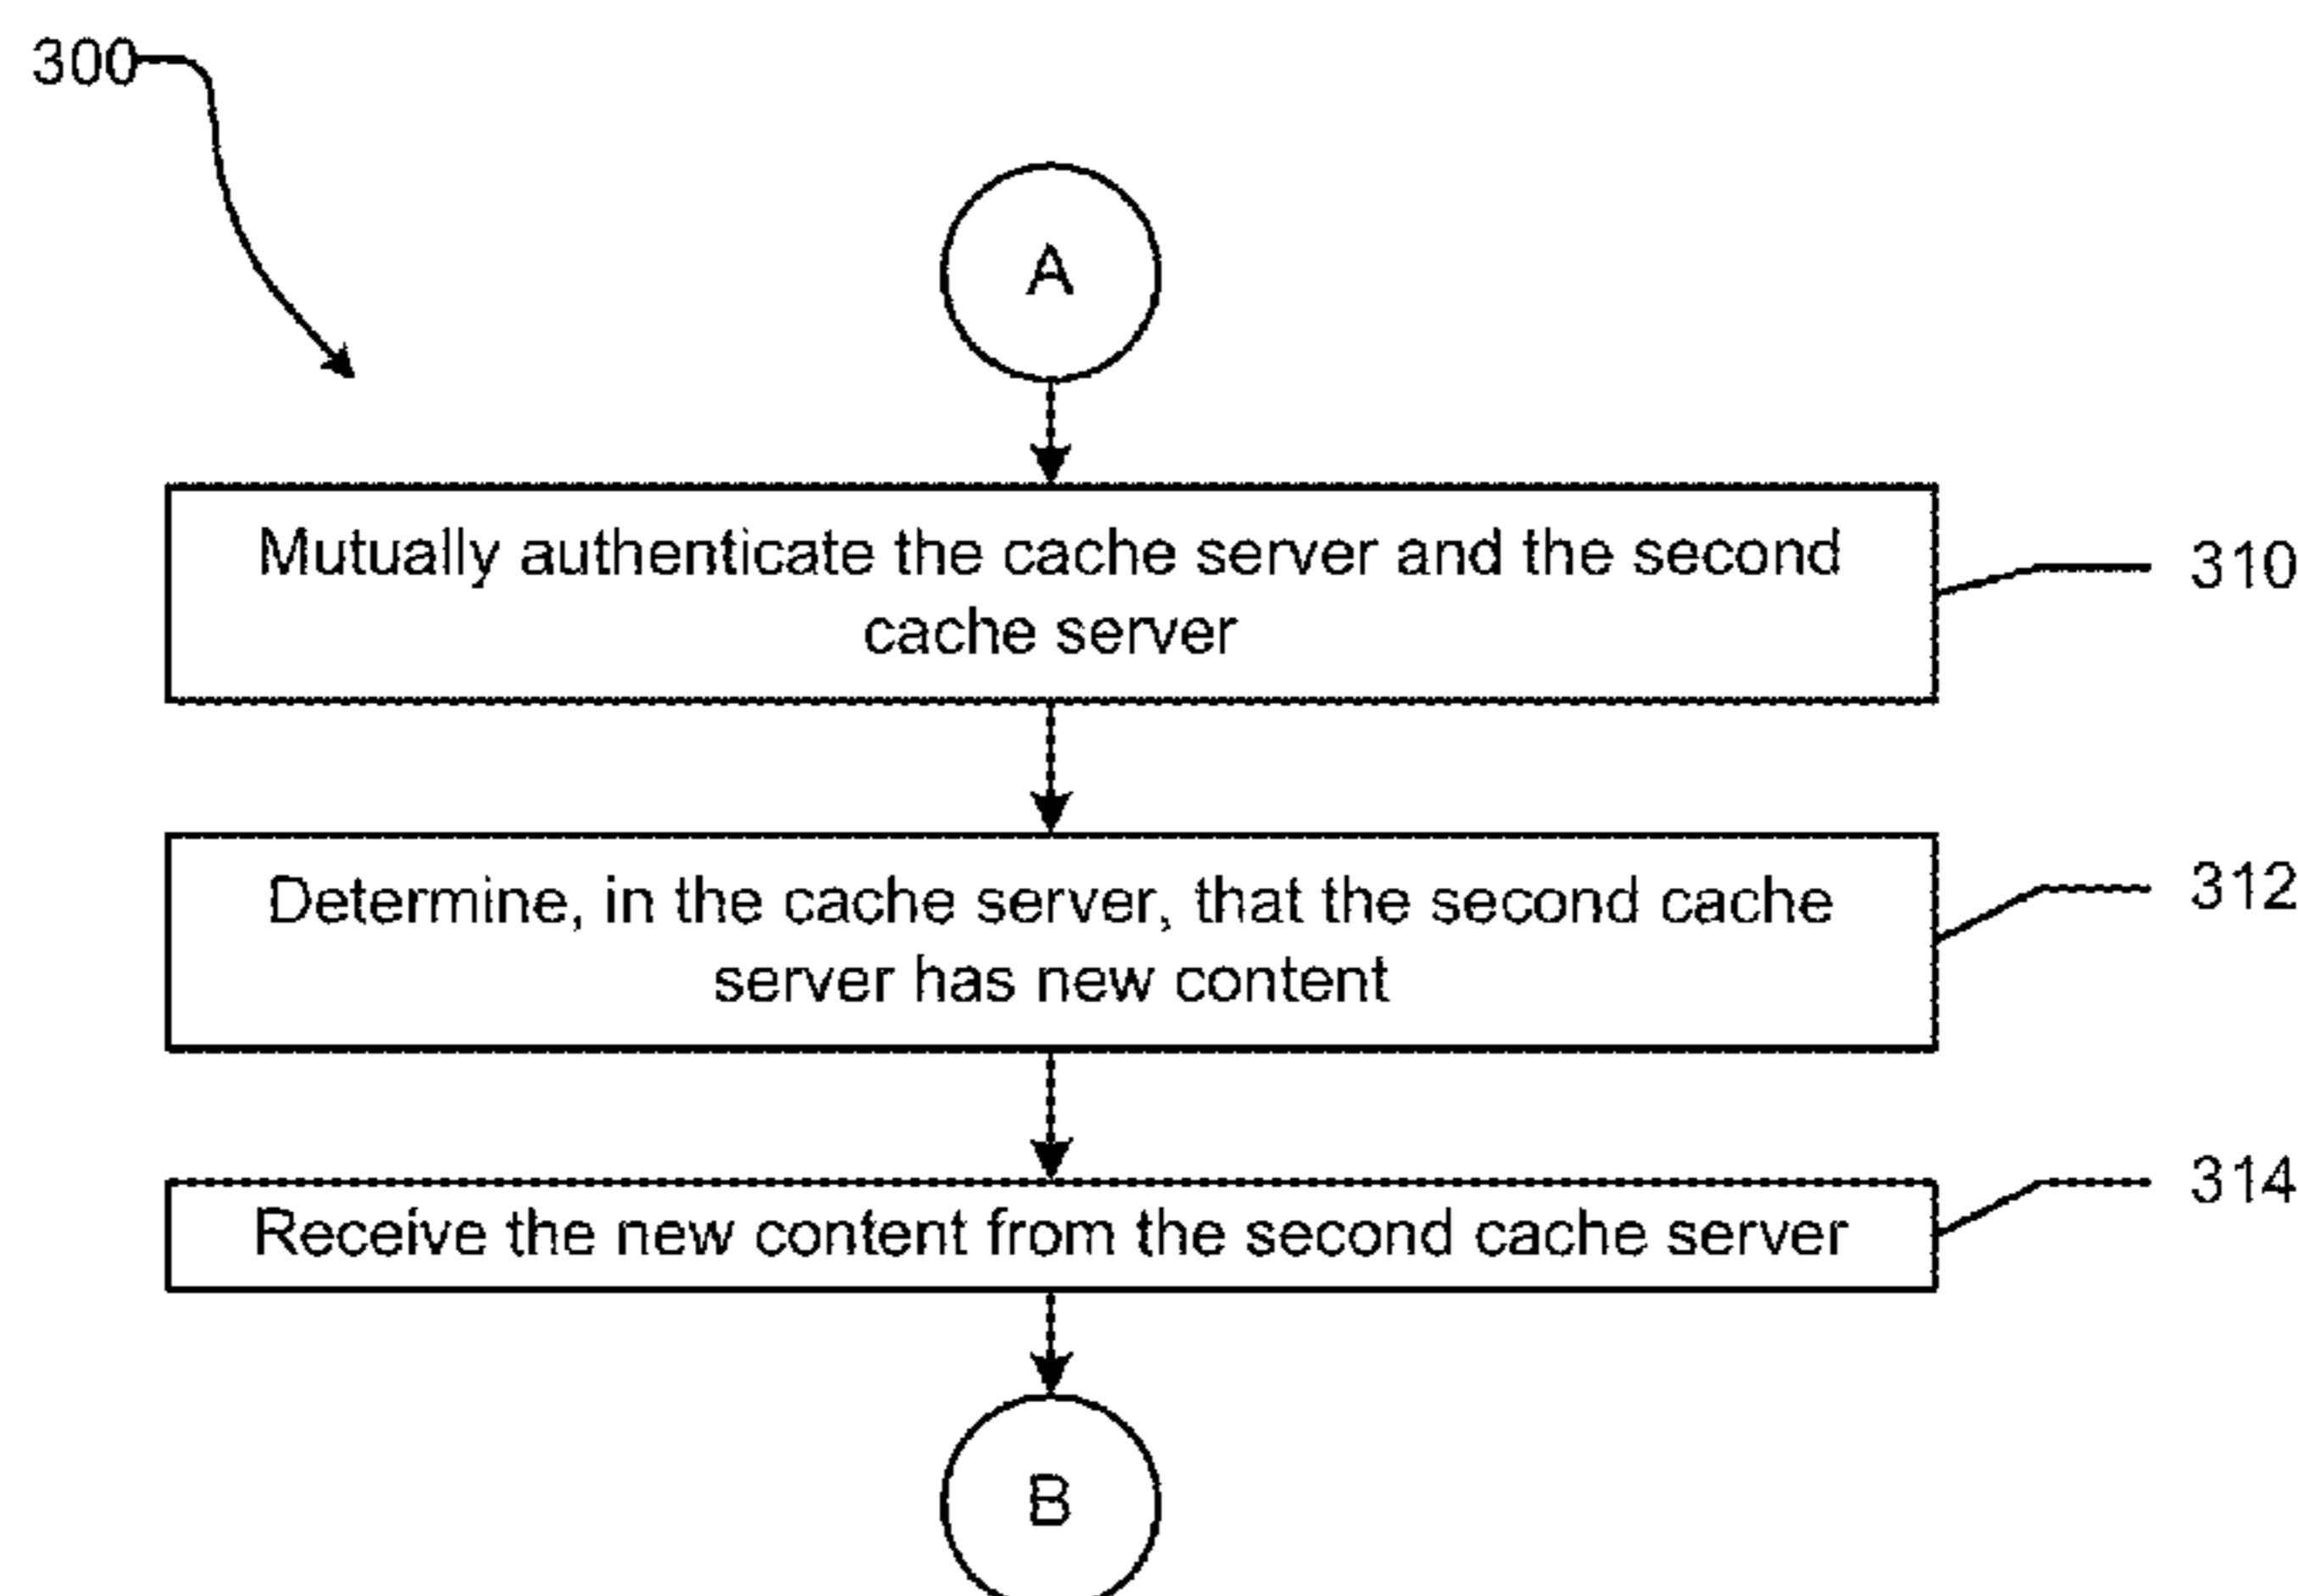 300
A
Mutually authenticate the cache server and the second
cache server
310
Determine, in the cache server, that the second cache
server has new content
312
Receive the new content from the second cache server
314
B